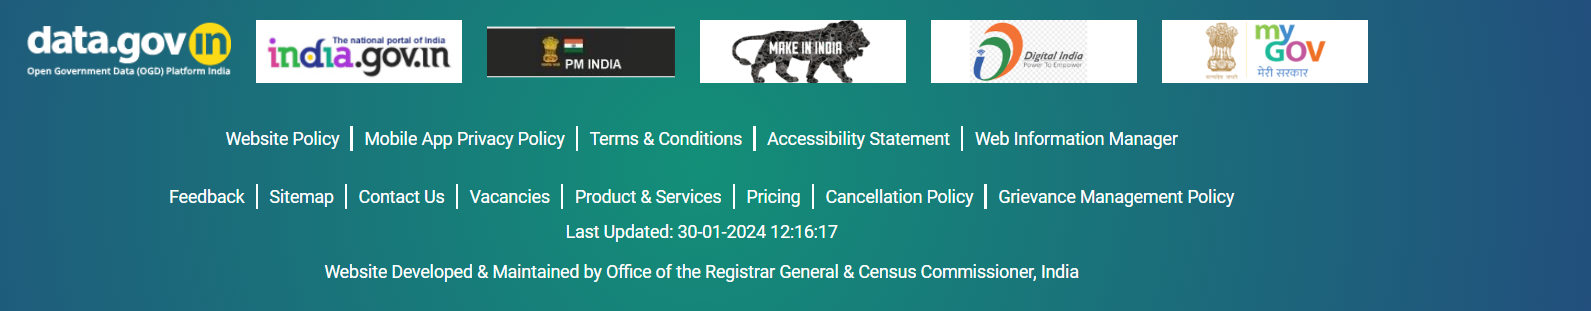 data.gov in
Open Government Data (OGD) Platform India
The national portal of India
india.gov.in
PM INDIA
MAKE IN INDIA
Digital India
Power To Empower
my
GOV
मेरी सरकार
Website Policy
Mobile App Privacy Policy
Terms & Conditions
Accessibility Statement
Web Information Manager
Feedback
Sitemap
Contact Us
Vacancies
Product & Services
Pricing
Cancellation Policy
Grievance Management Policy
Last Updated: 30-01-2024 12:16:17
Website Developed & Maintained by Office of the Registrar General & Census Commissioner, India